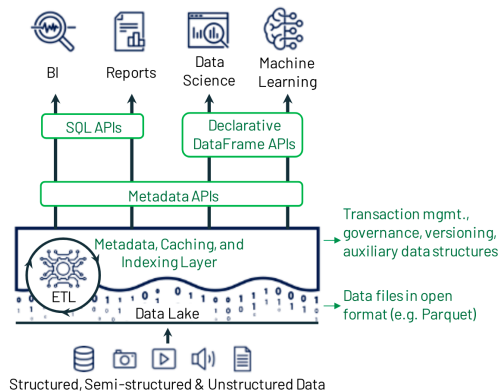 BI
Reports
Data
Science
Machine
Learning
SQL APIs
Declarative
DataFrame APIs
Metadata APIs
Metadata, Caching, and
Indexing Layer
ETL
Data Lake
Transaction mgmt.,
governance, versioning,
auxiliary data structures
Data files in open
format (e.g. Parquet)
Structured, Semi-structured & Unstructured Data